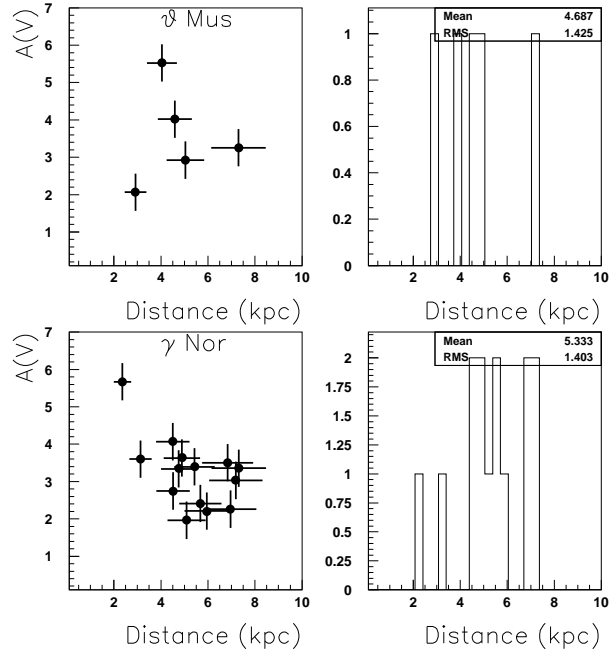 A(V)
7
6
5
4
3
2
1
ϑ Mus
2 4 6 8 10
Distance (kpc)
Mean 4.687
RMS 1.425
1
0.8
0.6
0.4
0.2
0
2 4 6 8 10
Distance (kpc)
A(V)
7
6
5
4
3
2
1
γ Nor
2 4 6 8 10
Distance (kpc)
Mean 5.333
RMS 1.403
2
1.75
1.5
1.25
1
0.75
0.5
0.25
0
2 4 6 8 10
Distance (kpc)